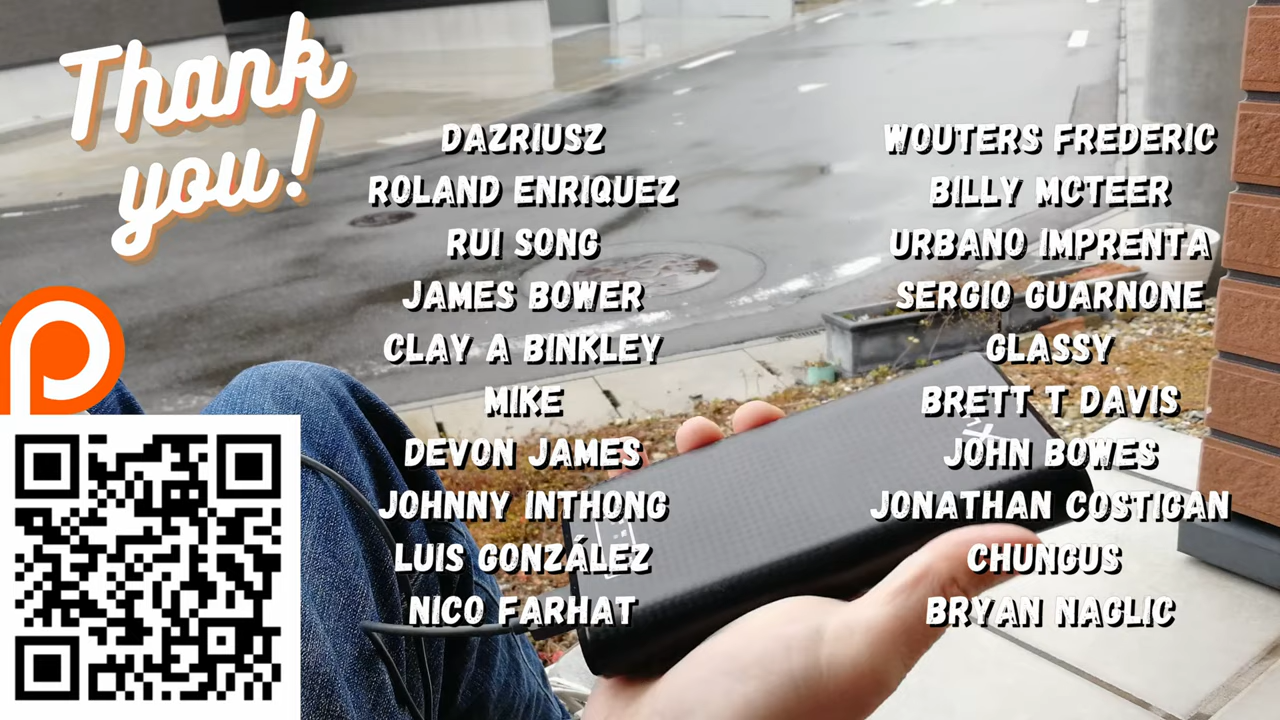 Thank
you!
DAZRIUSZ
ROLAND ENRIQUEZ
RUI SONG
JAMES BOWER
CLAY A BINKLEY
MIKE
DEVON JAMES
JOHNNY INTHONG
LUIS GONZÁLEZ
NICO FARHAT
WOUTERS FREDERIC
BILLY MCTEER
URBANO IMPRENTA
SERGIO GUARNONE
GLASSY
BRETT T DAVIS
JOHN BOWES
JONATHAN COSTIGAN
CHUNGUS
BRYAN NAGLIC